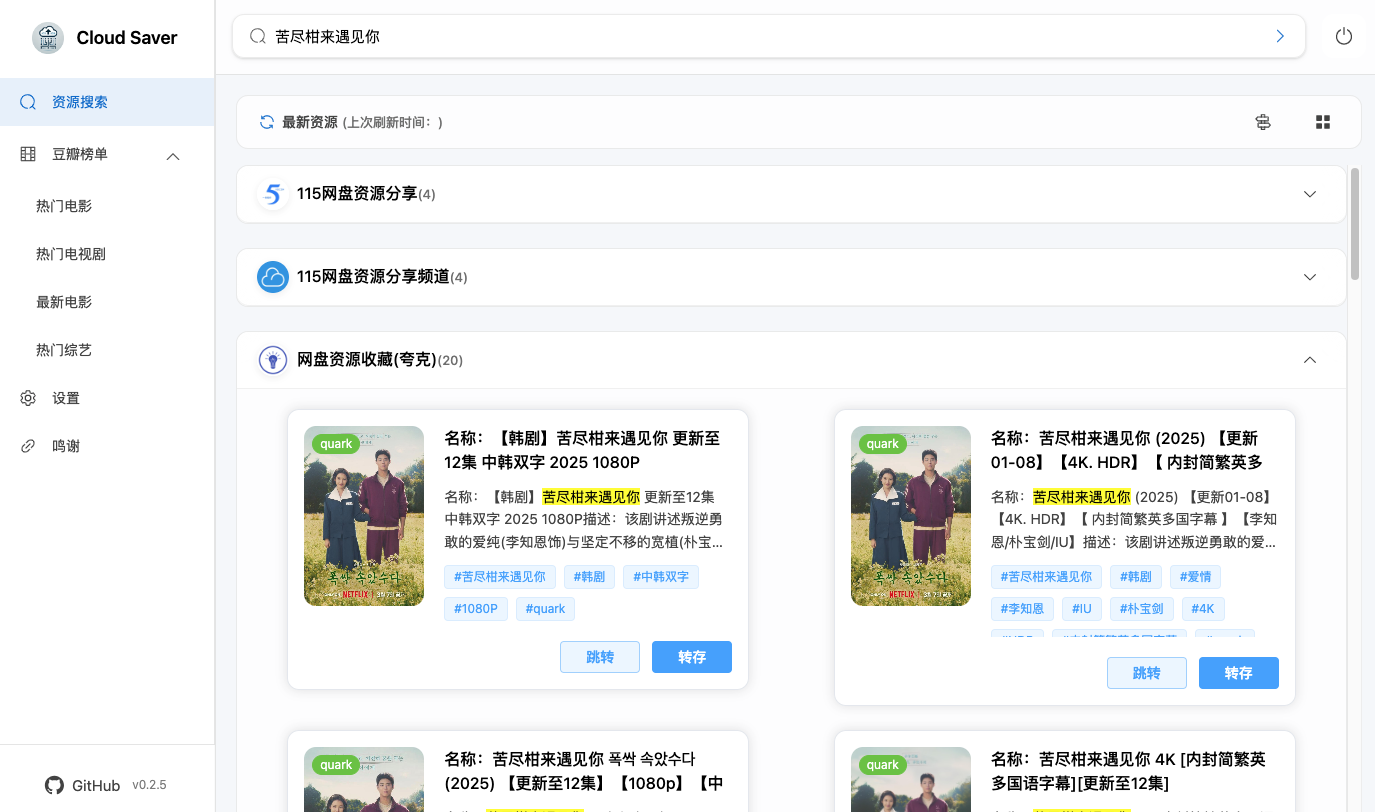 Cloud Saver
苦尽柑来遇见你
资源搜索
豆瓣榜单
热门电影
热门电视剧
最新电影
热门综艺
设置
鸣谢
GitHub v0.2.5
最新资源 (上次刷新时间: )
115网盘资源分享(4)
115网盘资源分享频道(4)
网盘资源收藏(夸克)(20)
quark
폭싹 속았수다
NETFLIX
名称：【韩剧】苦尽柑来遇见你 更新至
12集 中韩双字 2025 1080P
名称：【韩剧】苦尽柑来遇见你 更新至12集
中韩双字 2025 1080P描述：该剧讲述叛逆勇
敢的爱纯(李知恩饰)与坚定不移的宽植(朴宝...
#苦尽柑来遇见你 #韩剧 #中韩双字
#1080P #quark
跳转 转存
quark
폭싹 속았수다
NETFLIX
名称：苦尽柑来遇见你 (2025) 【更新
01-08】【4K. HDR】【 内封简繁英多
名称：苦尽柑来遇见你 (2025) 【更新01-08】
【4K. HDR】【 内封简繁英多国字幕 】【李知
恩/朴宝剑/IU】描述：该剧讲述叛逆勇敢的爱...
#苦尽柑来遇见你 #韩剧 #爱情
#李知恩 #IU #朴宝剑 #4K
跳转 转存
quark
名称：苦尽柑来遇见你 폭싹 속았수다
(2025) 【更新至12集】【1080p】【中
quark
名称：苦尽柑来遇见你 4K [内封简繁英
多国语字幕][更新至12集]